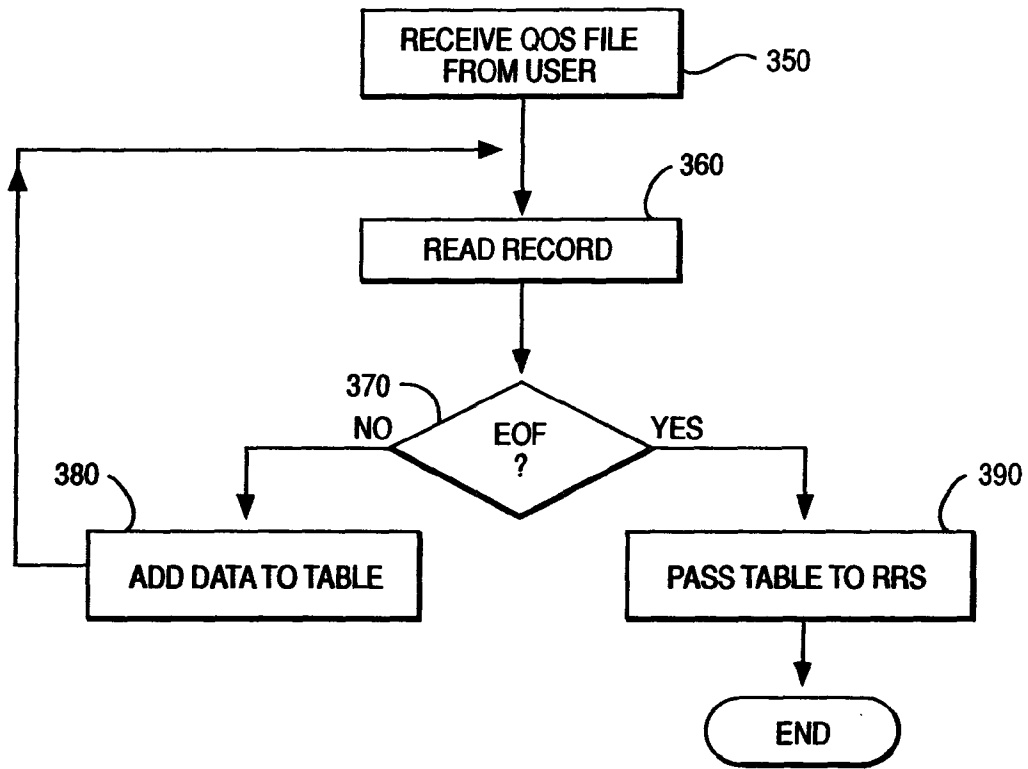 RECEIVE QOS FILE
FROM USER
350
360
READ RECORD
370
NO
EOF
?
YES
380
390
ADD DATA TO TABLE
PASS TABLE TO RRS
END